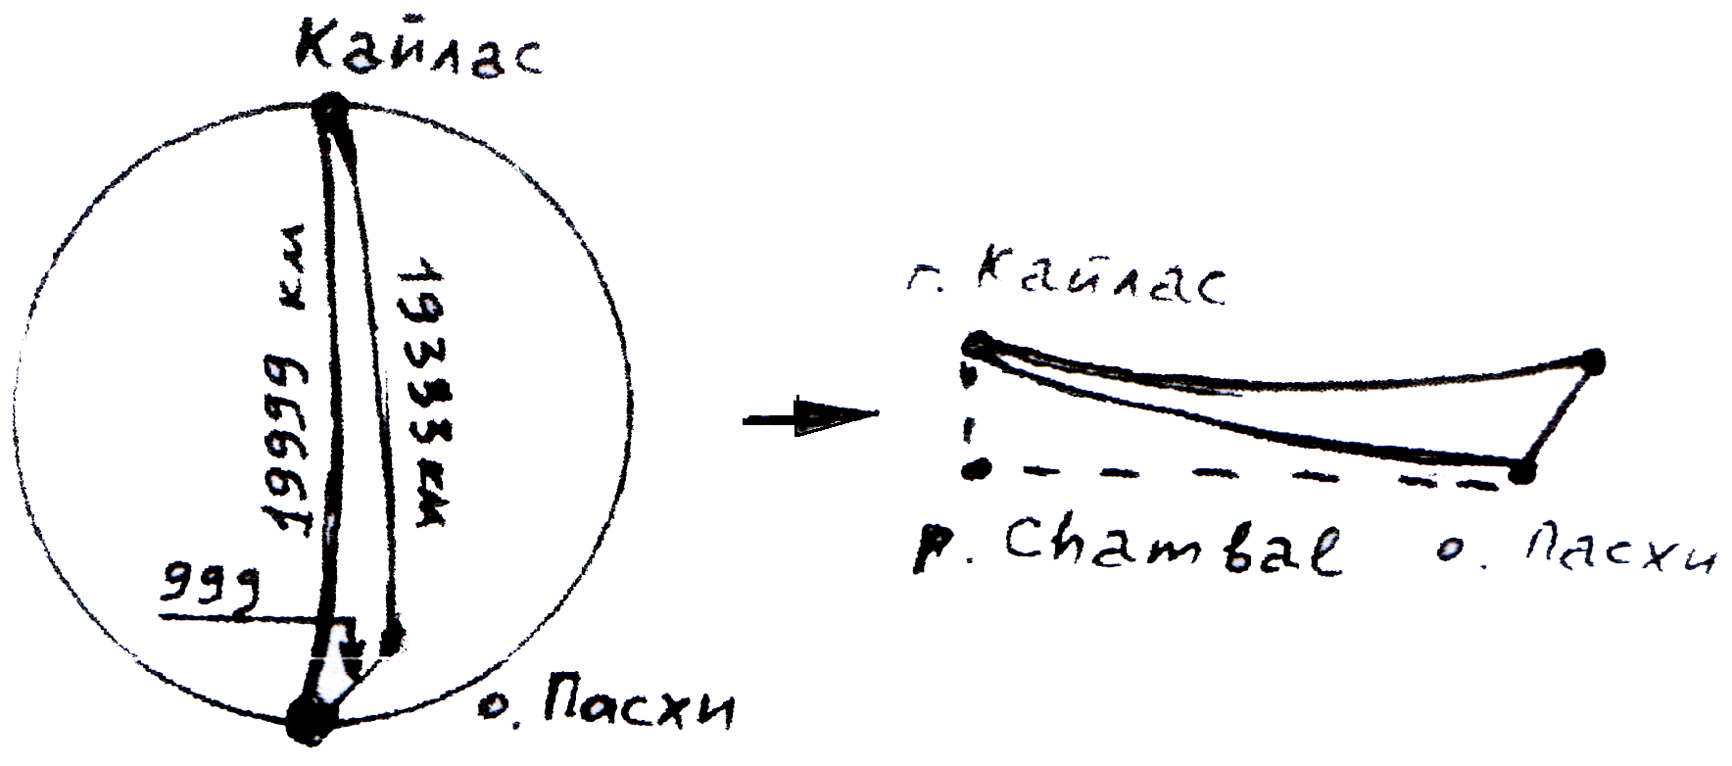 Кайлас
19999 км
19333 км
999
о. Пасхи
г. Кайлас
р. Chambal
о. Пасхи